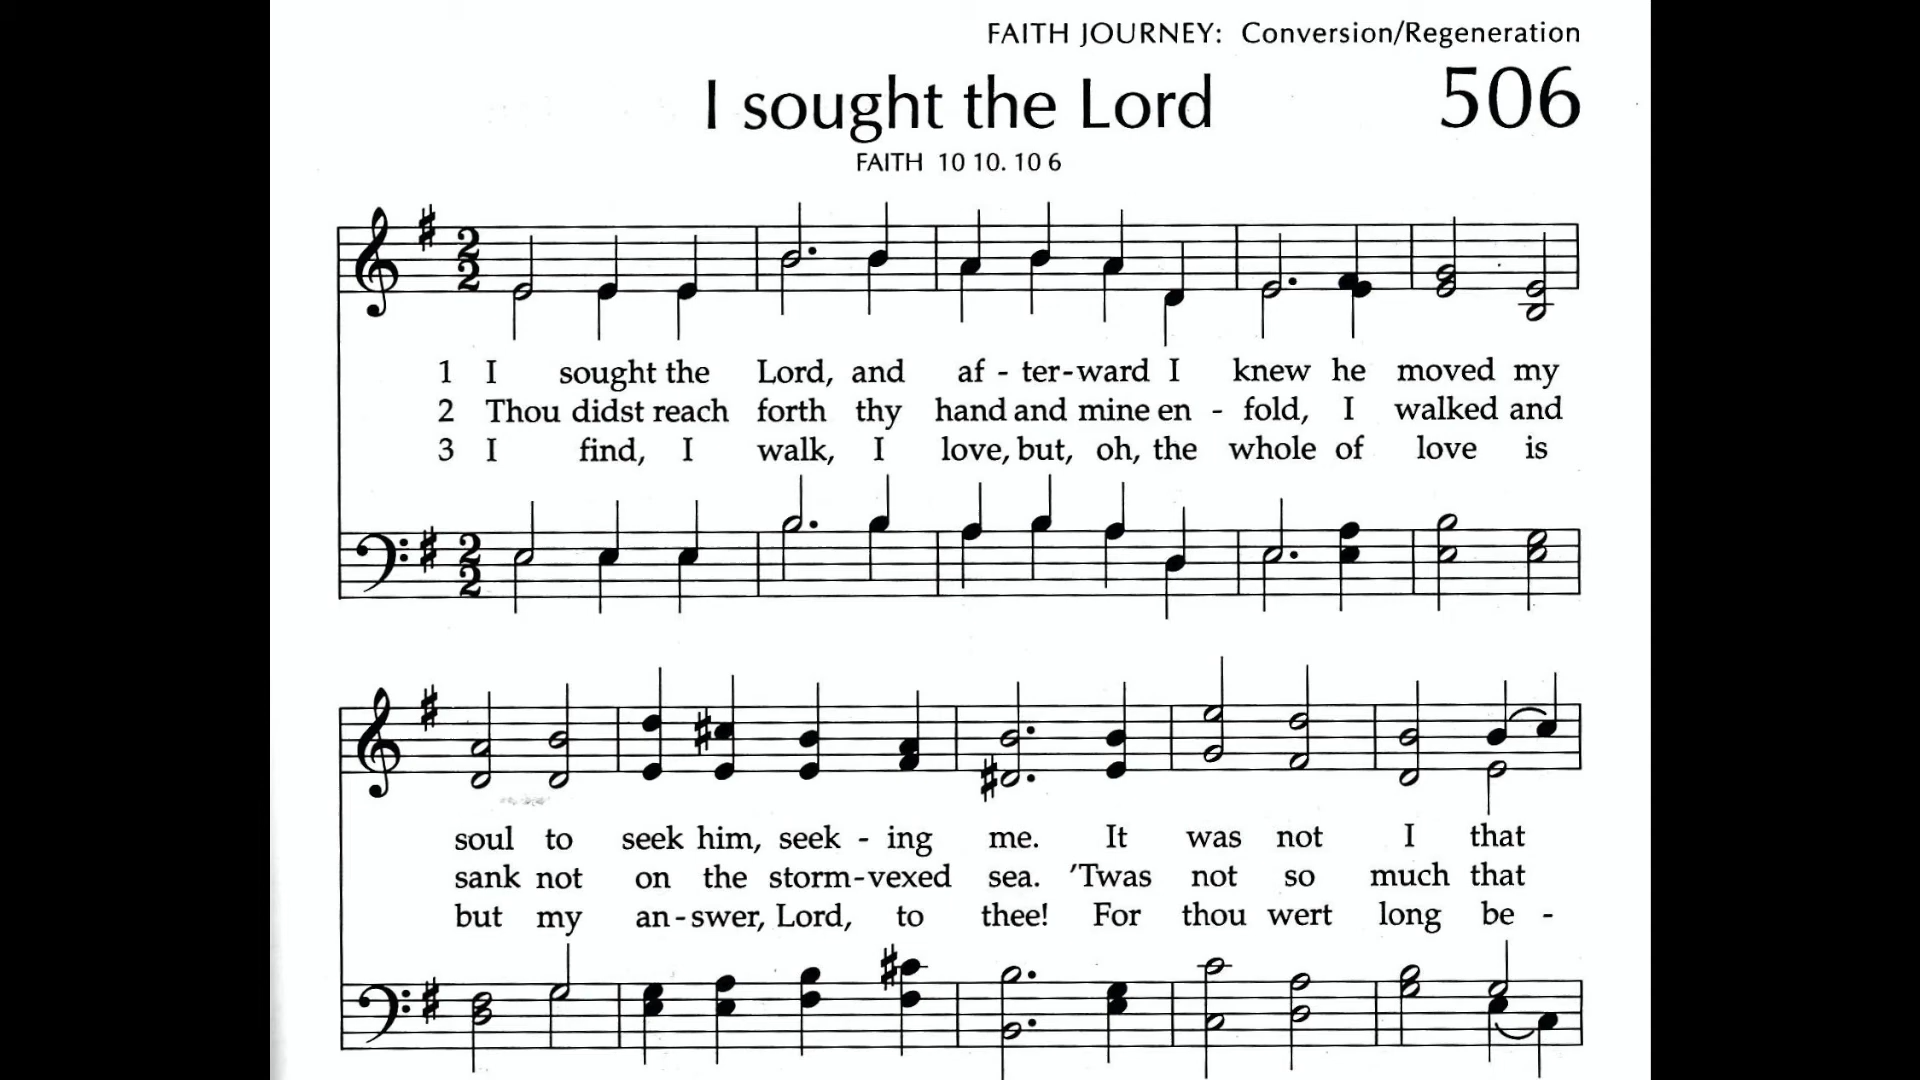 FAITH JOURNEY: Conversion/Regeneration
I sought the Lord 506
FAITH 10 10. 10 6
1 I sought the Lord, and af - ter-ward I knew he moved my
2 Thou didst reach forth thy hand and mine en - fold, I walked and
3 I find, I walk, I love, but, oh, the whole of love is
soul to seek him, seek - ing me. It was not I that
sank not on the storm-vexed sea. ’Twas not so much that
but my an-swer, Lord, to thee! For thou wert long be -